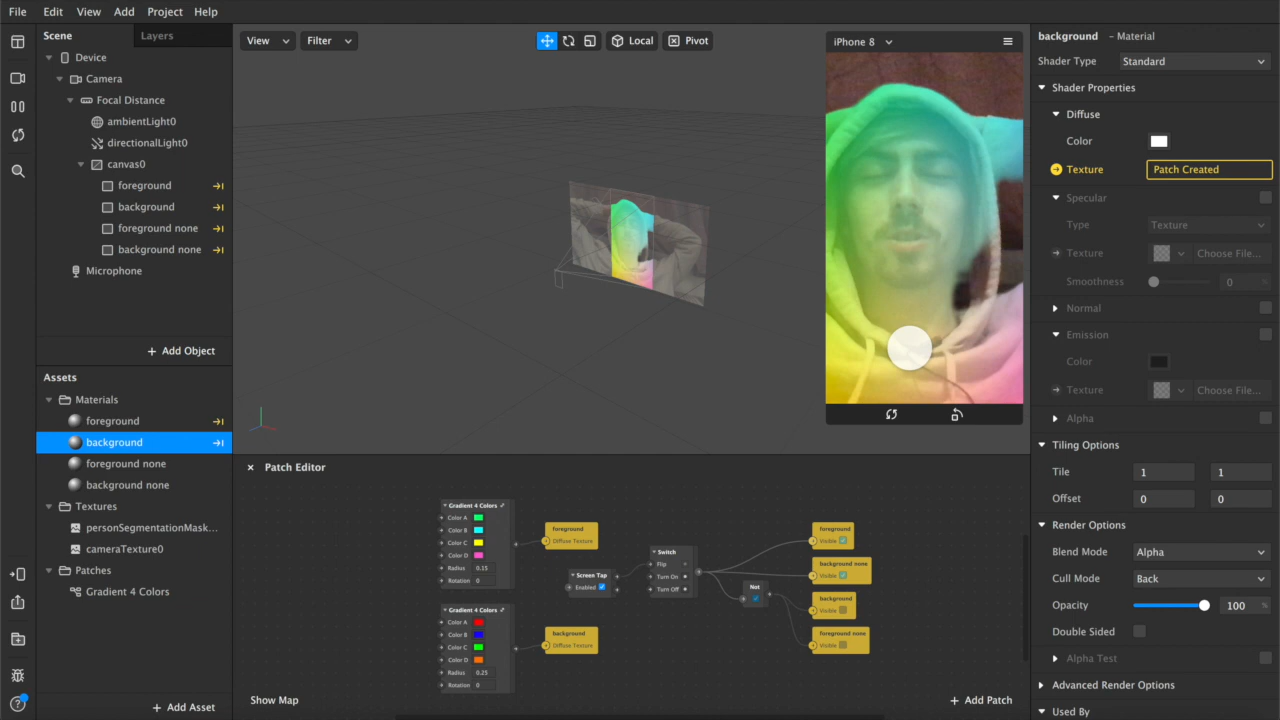 File Edit View Add Project Help
Scene Layers
Device
Camera
Focal Distance
ambientLight0
directionalLight0
canvas0
foreground
background
foreground none
background none
Microphone
Add Object
Assets
Materials
foreground
background
foreground none
background none
Textures
personSegmentationMask...
cameraTexture0
Patches
Gradient 4 Colors
Add Asset
View Filter Local Pivot
iPhone 8
Patch Editor
Gradient 4 Colors
Color A
Color B
Color C
Color D
Radius 0.15
Rotation 0
foreground
Diffuse Texture
Gradient 4 Colors
Color A
Color B
Color C
Color D
Radius 0.25
Rotation 0
background
Diffuse Texture
Screen Tap
Enabled
Switch
Flip
Turn On
Turn Off
Not
foreground
Visible
background none
Visible
background
Visible
foreground none
Visible
Show Map
Add Patch
background - Material
Shader Type Standard
Shader Properties
Diffuse
Color
Texture Patch Created
Specular
Type Texture
Texture Choose File...
Smoothness 0 %
Normal
Emission
Color
Texture Choose File...
Alpha
Tiling Options
Tile 1 1
Offset 0 0
Render Options
Blend Mode Alpha
Cull Mode Back
Opacity 100 %
Double Sided
Alpha Test
Advanced Render Options
Used By